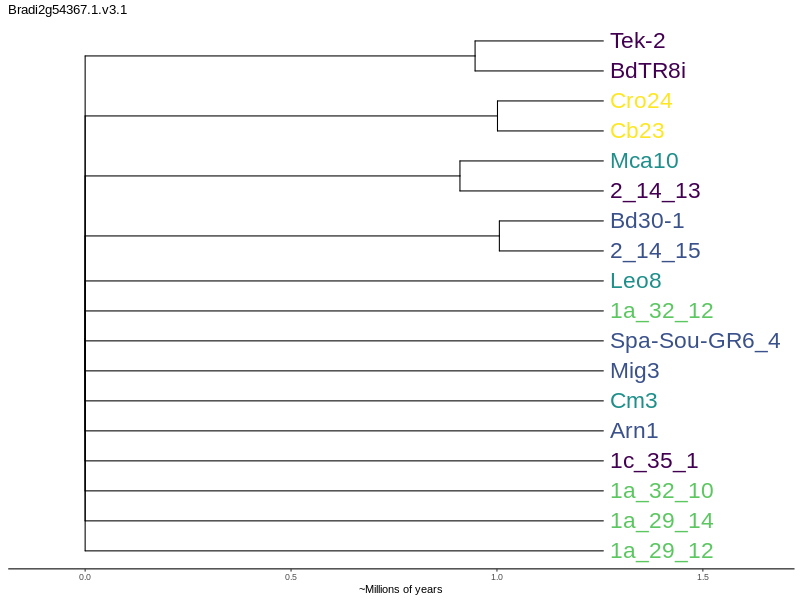 Bradi2g54367.1.v3.1
Tek-2
BdTR8i
Cro24
Cb23
Mca10
2_14_13
Bd30-1
2_14_15
Leo8
1a_32_12
Spa-Sou-GR6_4
Mig3
Cm3
Arn1
1c_35_1
1a_32_10
1a_29_14
1a_29_12
0.0 0.5 1.0 1.5
~Millions of years